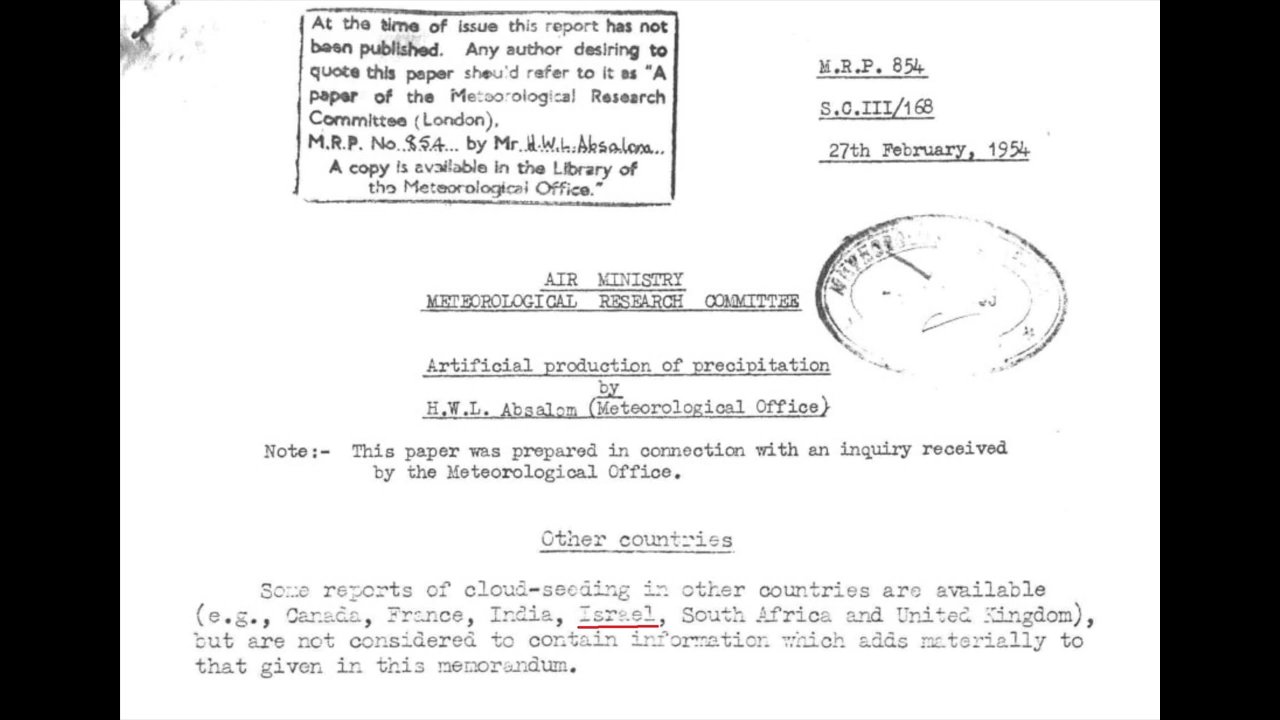 At the time of issue this report has not
been published. Any author desiring to
quote this paper should refer to it as "A
paper of the Meteorological Research
Committee (London),
M.R.P. No. 854... by Mr. H.W.L. Absalom..
A copy is available in the Library of
the Meteorological Office."
M.R.P. 854
S.C.III/168
27th February, 1954
AIR MINISTRY
METEOROLOGICAL RESEARCH COMMITTEE
Artificial production of precipitation
by
H.W.L. Absalom (Meteorological Office)
Note:- This paper was prepared in connection with an inquiry received
by the Meteorological Office.
Other countries
Some reports of cloud-seeding in other countries are available
(e.g., Canada, France, India, Israel, South Africa and United Kingdom),
but are not considered to contain information which adds materially to
that given in this memorandum.